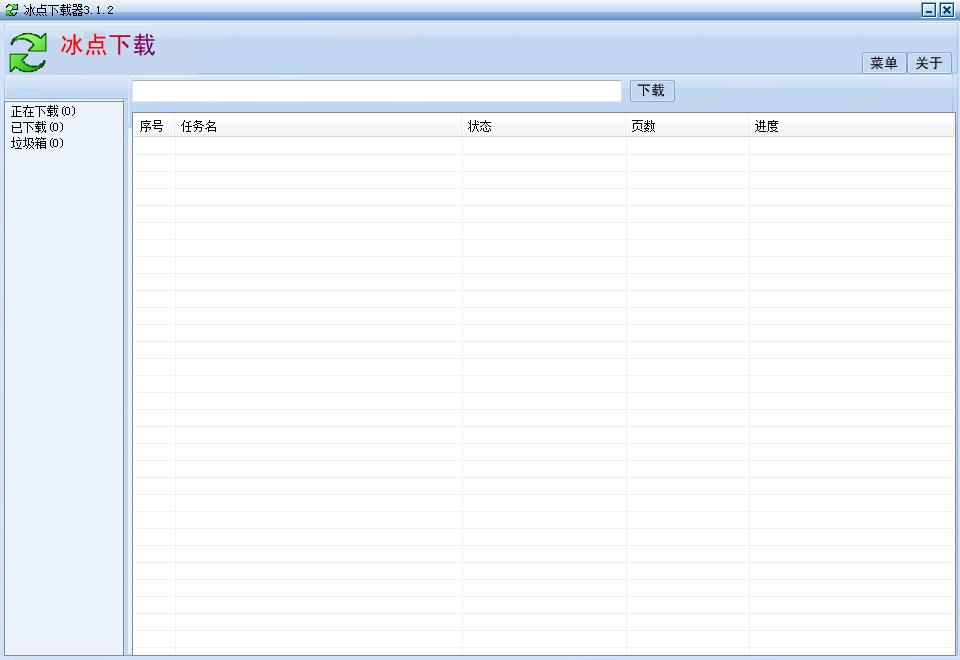 冰点下载器3.1.2
冰点下载
菜单 关于
下载
正在下载(0)
已下载(0)
垃圾箱(0)
序号 任务名 状态 页数 进度